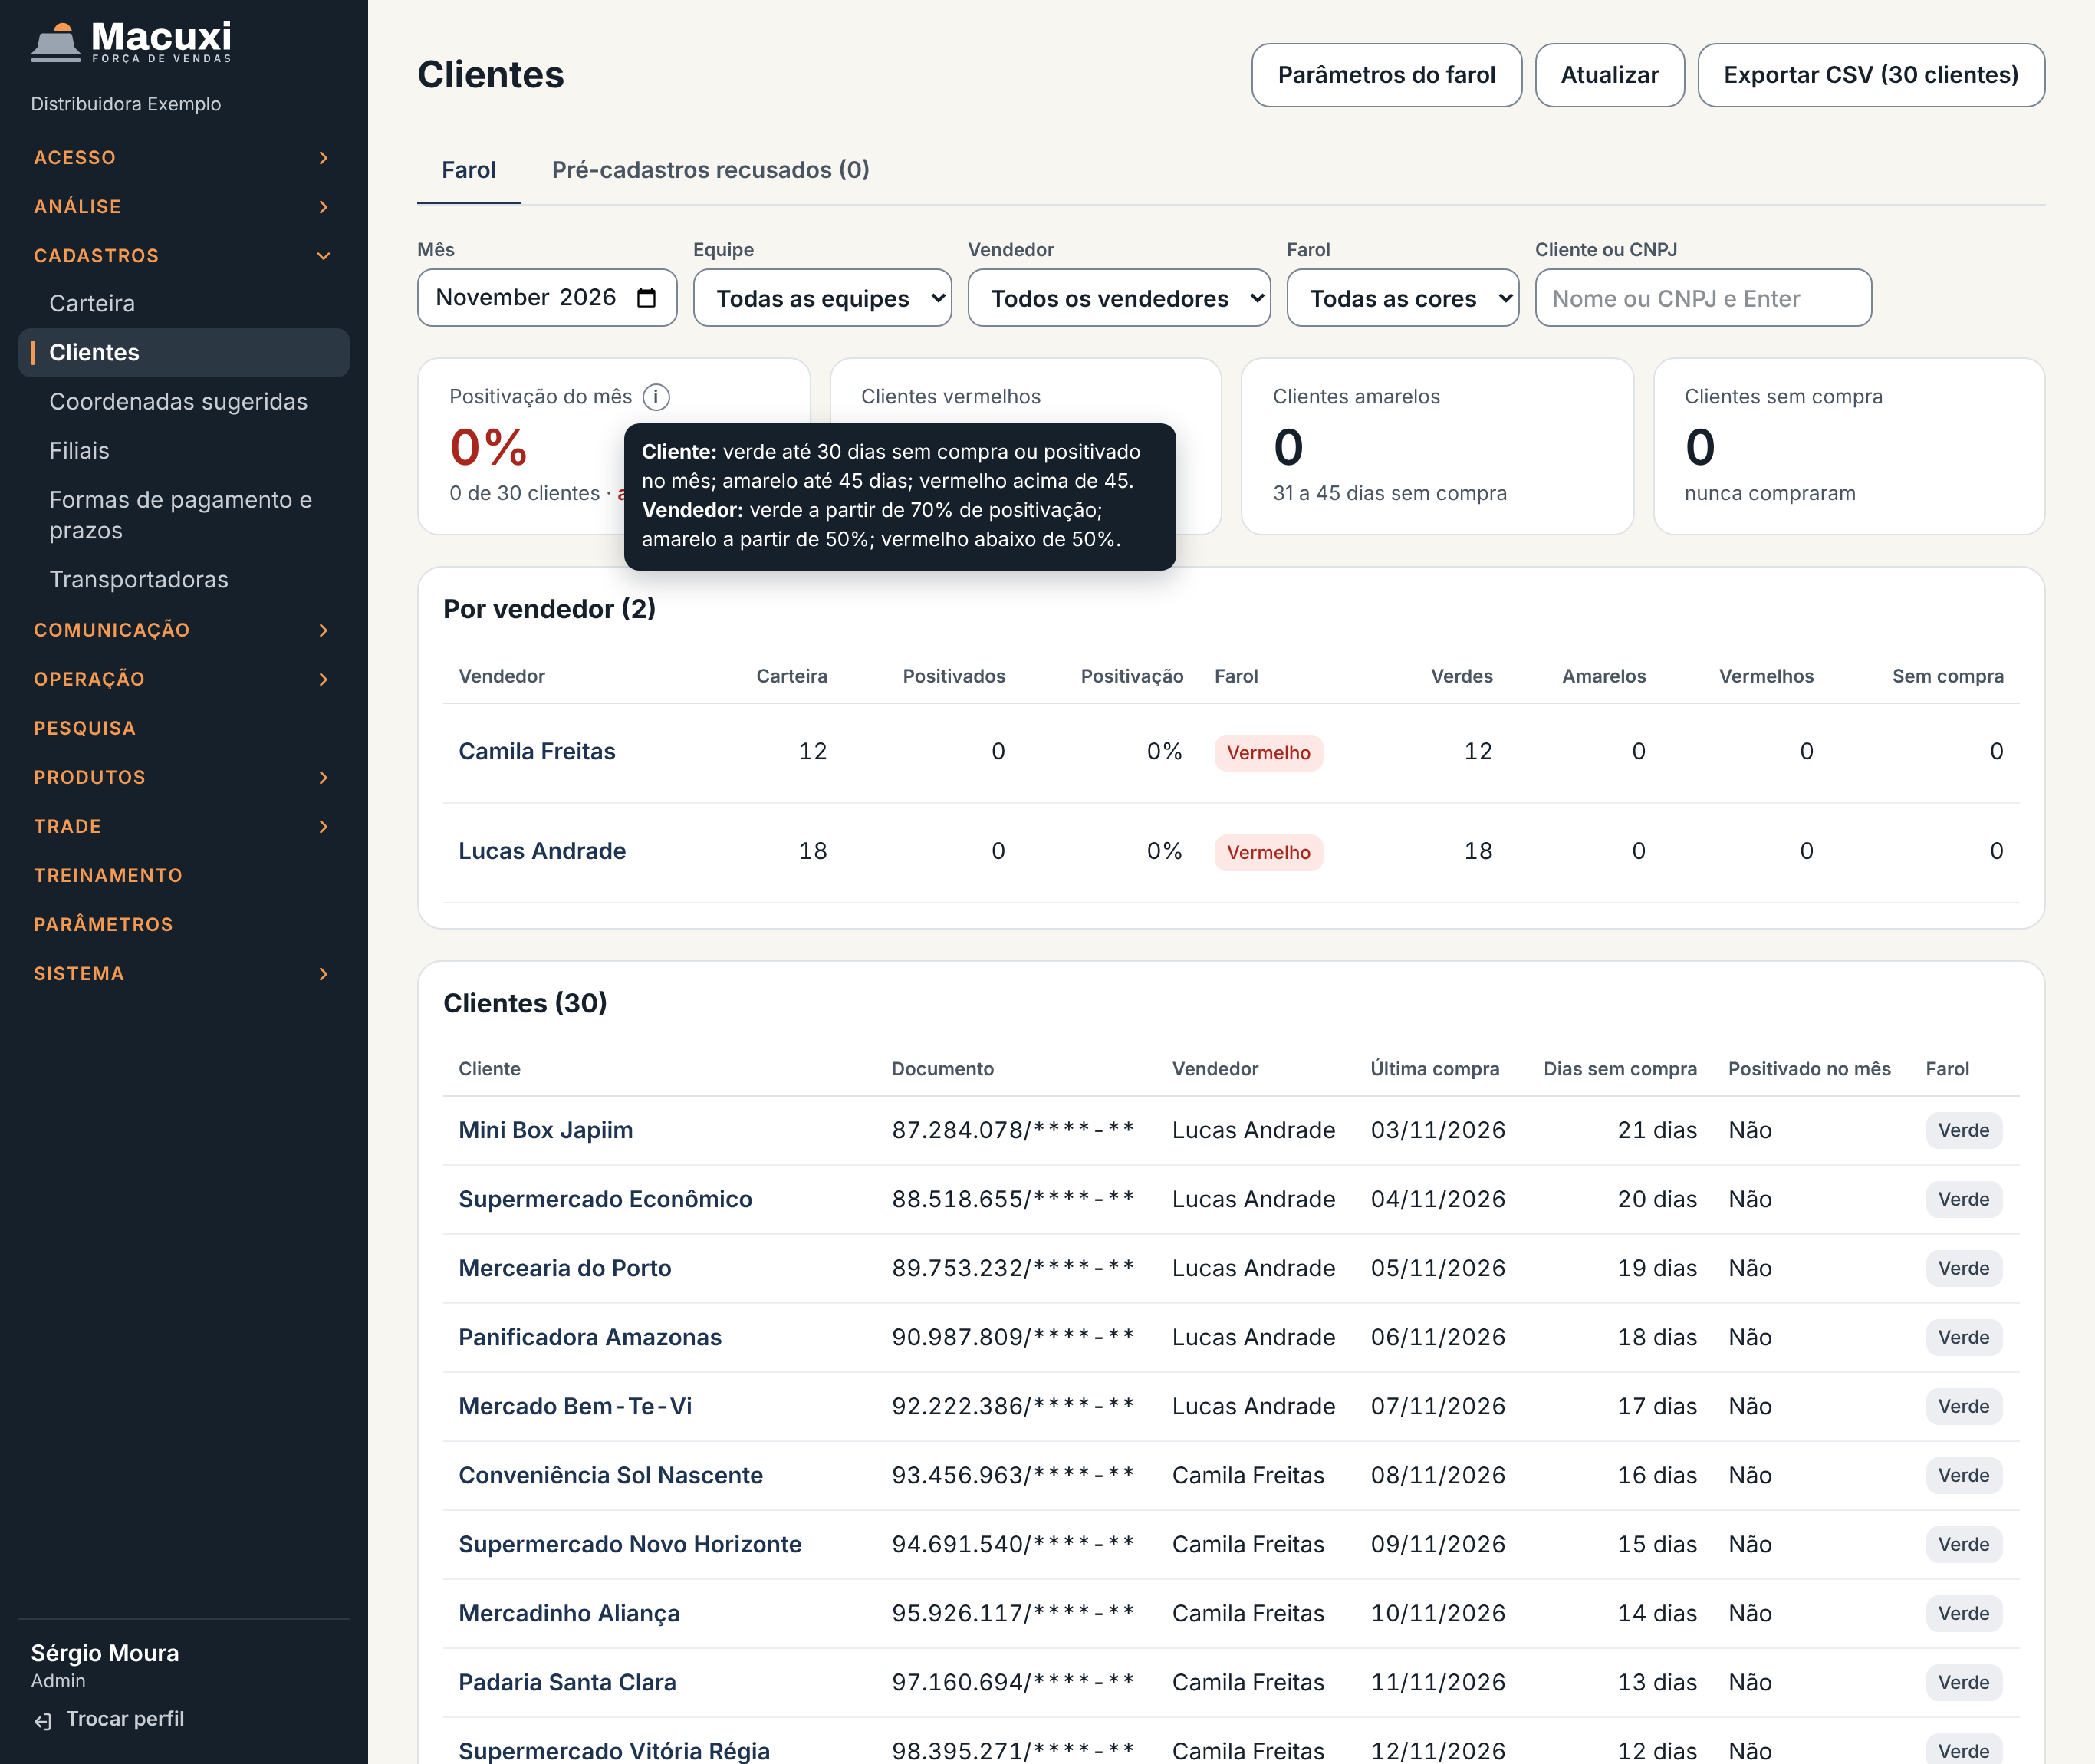 Macuxi
FORÇA DE VENDAS
Distribuidora Exemplo
ACESSO
ANÁLISE
CADASTROS
Carteira
Clientes
Coordenadas sugeridas
Filiais
Formas de pagamento e
prazos
Transportadoras
COMUNICAÇÃO
OPERAÇÃO
PESQUISA
PRODUTOS
TRADE
TREINAMENTO
PARÂMETROS
SISTEMA
Sérgio Moura
Admin
Trocar perfil
Clientes
Parâmetros do farol
Atualizar
Exportar CSV (30 clientes)
Farol
Pré-cadastros recusados (0)
Mês
Equipe
Vendedor
Farol
Cliente ou CNPJ
November 2026
Todas as equipes
Todos os vendedores
Todas as cores
Nome ou CNPJ e Enter
Positivação do mês i
0%
0 de 30 clientes ·
Clientes vermelhos
Cliente: verde até 30 dias sem compra ou positivado
no mês; amarelo até 45 dias; vermelho acima de 45.
Vendedor: verde a partir de 70% de positivação;
amarelo a partir de 50%; vermelho abaixo de 50%.
Clientes amarelos
0
31 a 45 dias sem compra
Clientes sem compra
0
nunca compraram
Por vendedor (2)
Vendedor Carteira Positivados Positivação Farol Verdes Amarelos Vermelhos Sem compra
Camila Freitas 12 0 0% Vermelho 12 0 0 0
Lucas Andrade 18 0 0% Vermelho 18 0 0 0
Clientes (30)
Cliente Documento Vendedor Última compra Dias sem compra Positivado no mês Farol
Mini Box Japiim 87.284.078/****-** Lucas Andrade 03/11/2026 21 dias Não Verde
Supermercado Econômico 88.518.655/****-** Lucas Andrade 04/11/2026 20 dias Não Verde
Mercearia do Porto 89.753.232/****-** Lucas Andrade 05/11/2026 19 dias Não Verde
Panificadora Amazonas 90.987.809/****-** Lucas Andrade 06/11/2026 18 dias Não Verde
Mercado Bem-Te-Vi 92.222.386/****-** Lucas Andrade 07/11/2026 17 dias Não Verde
Conveniência Sol Nascente 93.456.963/****-** Camila Freitas 08/11/2026 16 dias Não Verde
Supermercado Novo Horizonte 94.691.540/****-** Camila Freitas 09/11/2026 15 dias Não Verde
Mercadinho Aliança 95.926.117/****-** Camila Freitas 10/11/2026 14 dias Não Verde
Padaria Santa Clara 97.160.694/****-** Camila Freitas 11/11/2026 13 dias Não Verde
Supermercado Vitória Régia 98.395.271/****-** Camila Freitas 12/11/2026 12 dias Não Verde